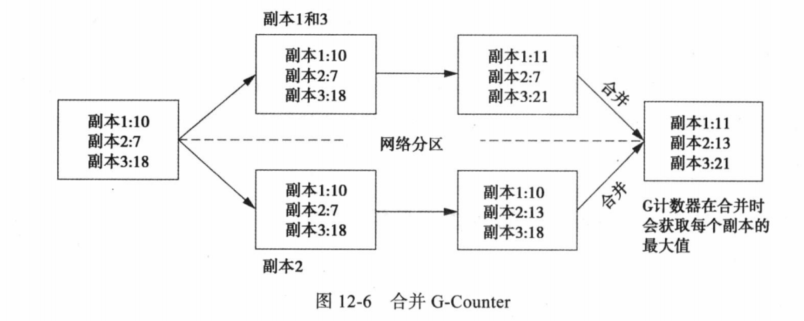 副本1和3
副本1:10
副本2:7
副本3:18
副本1:11
副本2:7
副本3:21
合并
副本1:10
副本2:7
副本3:18
网络分区
副本1:11
副本2:13
副本3:21
副本1:10
副本2:7
副本3:18
副本1:10
副本2:13
副本3:18
合并
G计数器在合并时
会获取每个副本的
最大值
副本2
图 12-6 合并 G-Counter